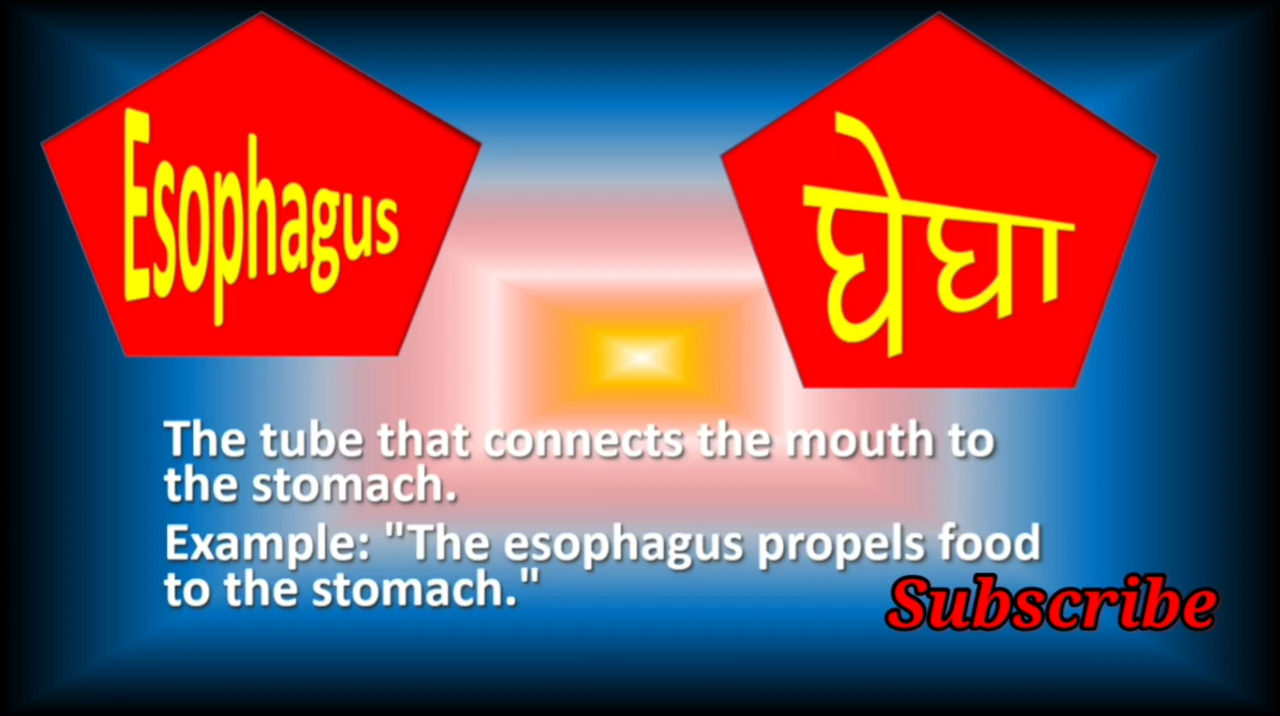 Esophagus
घेघा
The tube that connects the mouth to
the stomach.
Example: "The esophagus propels food
to the stomach."
Subscribe